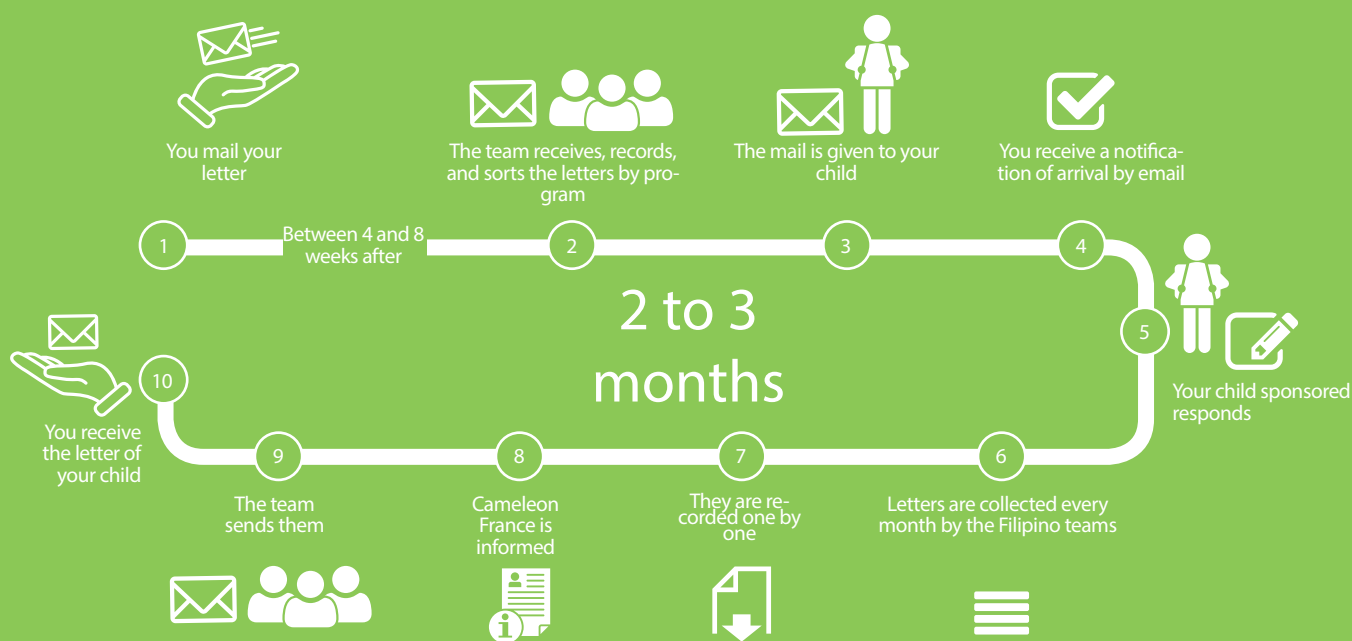 You mail your
letter
The team receives, records,
and sorts the letters by pro-
gram
The mail is given to your
child
You receive a notifica-
tion of arrival by email
1
Between 4 and 8
weeks after
2
3
4
2 to 3
months
5
Your child sponsored
responds
10
You receive
the letter of
your child
9
The team
sends them
8
Cameleon
France is
informed
7
They are re-
corded one by
one
6
Letters are collected every
month by the Filipino teams